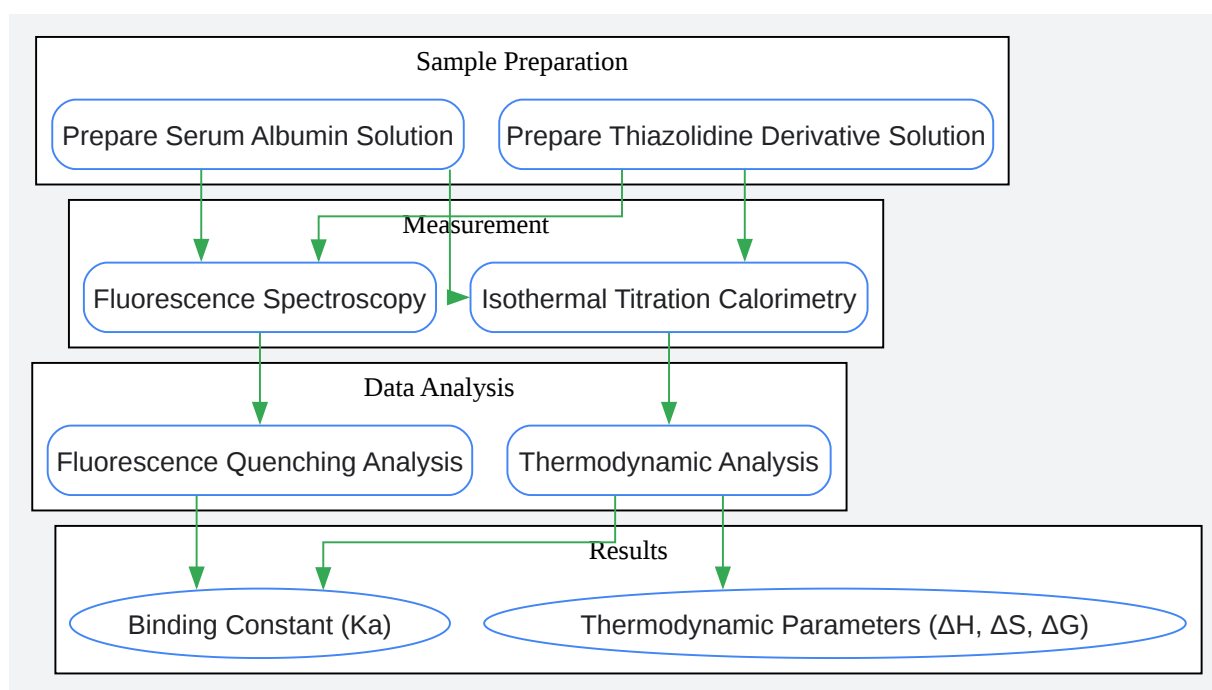 Sample Preparation
Prepare Serum Albumin Solution
Prepare Thiazolidine Derivative Solution
Measurement
Fluorescence Spectroscopy
Isothermal Titration Calorimetry
Data Analysis
Fluorescence Quenching Analysis
Thermodynamic Analysis
Results
Binding Constant (Ka)
Thermodynamic Parameters (ΔH, ΔS, ΔG)